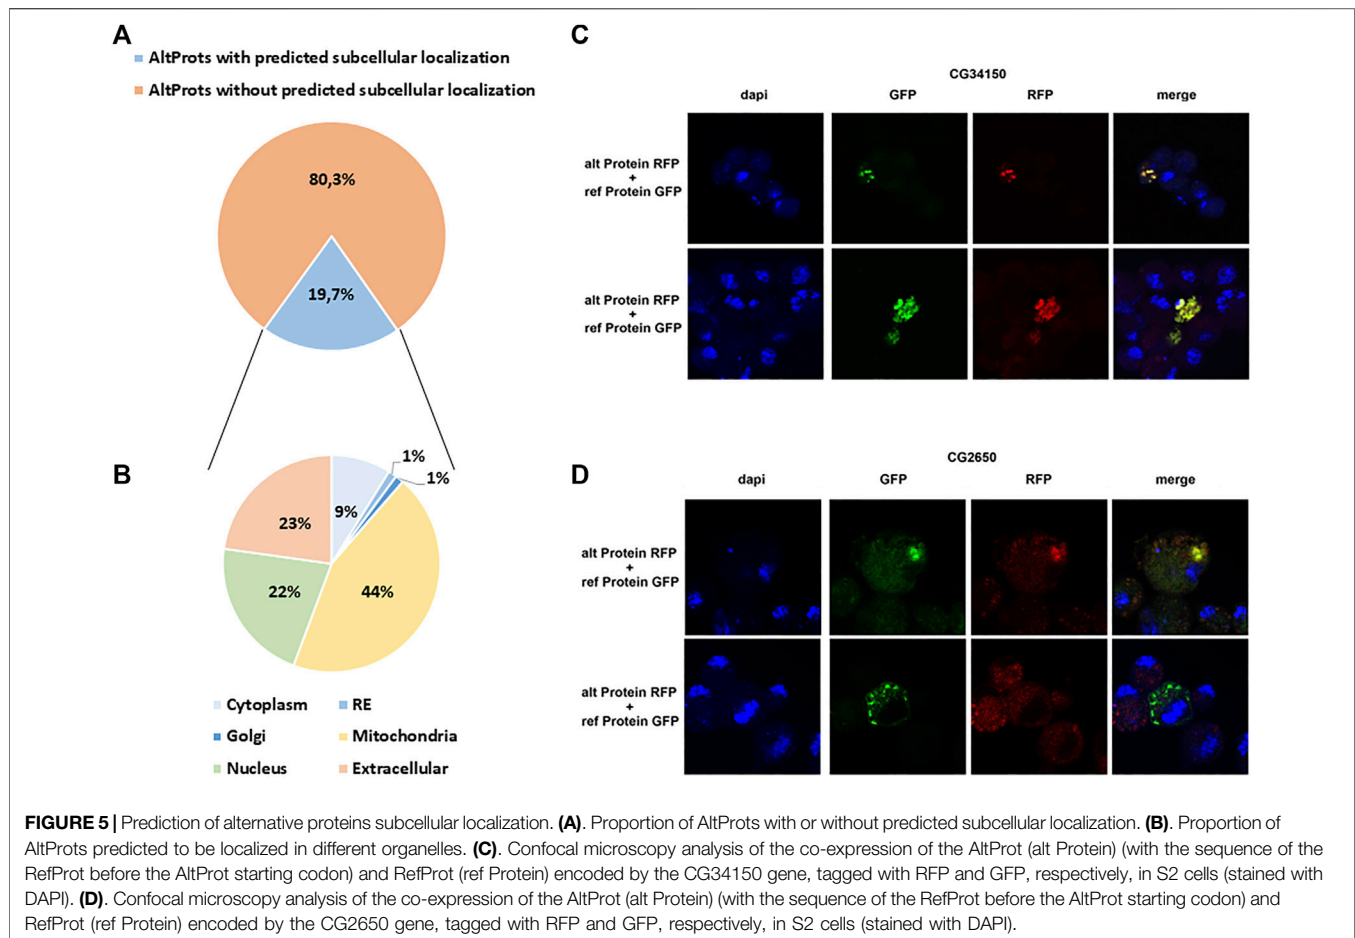 A
AltProts with predicted subcellular localization
AltProts without predicted subcellular localization
80,3%
19,7%
B
1%
1%
9%
23%
22%
44%
Cytoplasm
RE
Golgi
Mitochondria
Nucleus
Extracellular
C
CG34150
dapi GFP RFP merge
alt Protein RFP
+
ref Protein GFP
alt Protein RFP
+
ref Protein GFP
D
CG2650
dapi GFP RFP merge
alt Protein RFP
+
ref Protein GFP
alt Protein RFP
+
ref Protein GFP
FIGURE 5 | Prediction of alternative proteins subcellular localization. (A). Proportion of AltProts with or without predicted subcellular localization. (B). Proportion of
AltProts predicted to be localized in different organelles. (C). Confocal microscopy analysis of the co-expression of the AltProt (alt Protein) (with the sequence of the
RefProt before the AltProt starting codon) and RefProt (ref Protein) encoded by the CG34150 gene, tagged with RFP and GFP, respectively, in S2 cells (stained with
DAPI). (D). Confocal microscopy analysis of the co-expression of the AltProt (alt Protein) (with the sequence of the RefProt before the AltProt starting codon) and
RefProt (ref Protein) encoded by the CG2650 gene, tagged with RFP and GFP, respectively, in S2 cells (stained with DAPI).